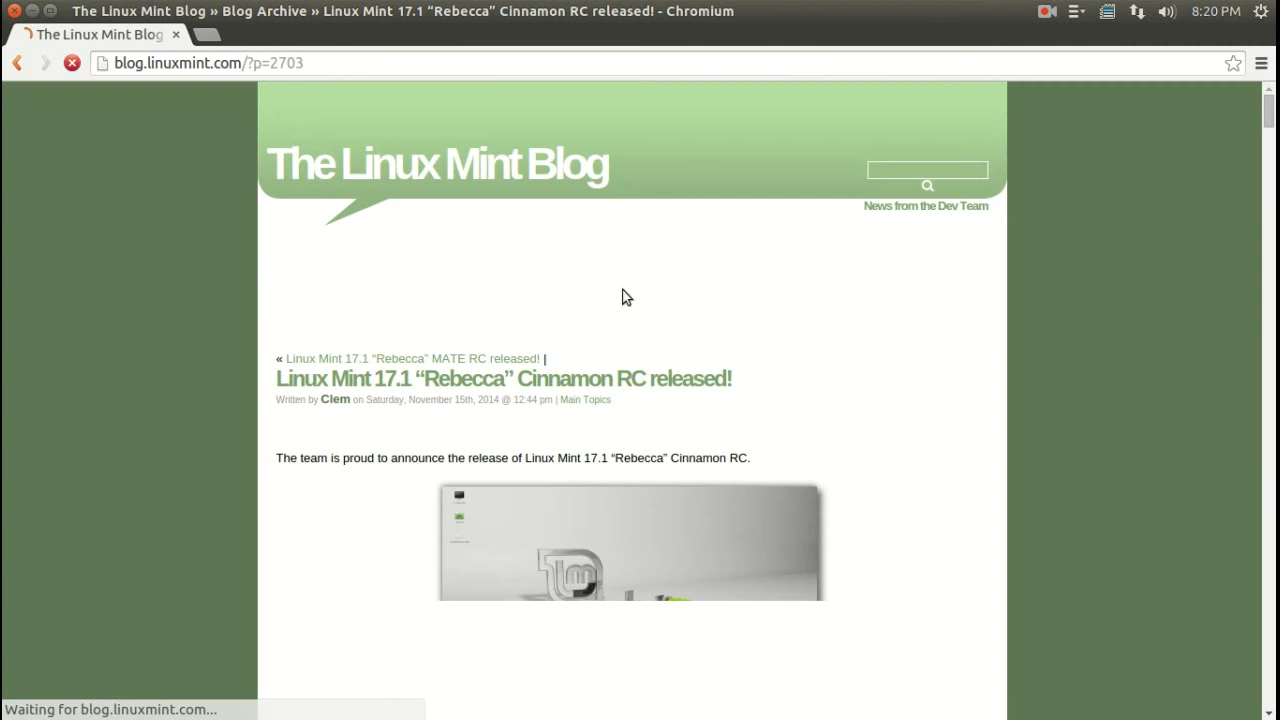 The Linux Mint Blog » Blog Archive » Linux Mint 17.1 “Rebecca” Cinnamon RC released! - Chromium
8:20 PM
The Linux Mint Blog
blog.linuxmint.com/?p=2703
The Linux Mint Blog
News from the Dev Team
« Linux Mint 17.1 “Rebecca” MATE RC released! |
Linux Mint 17.1 “Rebecca” Cinnamon RC released!
Written by Clem on Saturday, November 15th, 2014 @ 12:44 pm | Main Topics
The team is proud to announce the release of Linux Mint 17.1 “Rebecca” Cinnamon RC.
Waiting for blog.linuxmint.com...